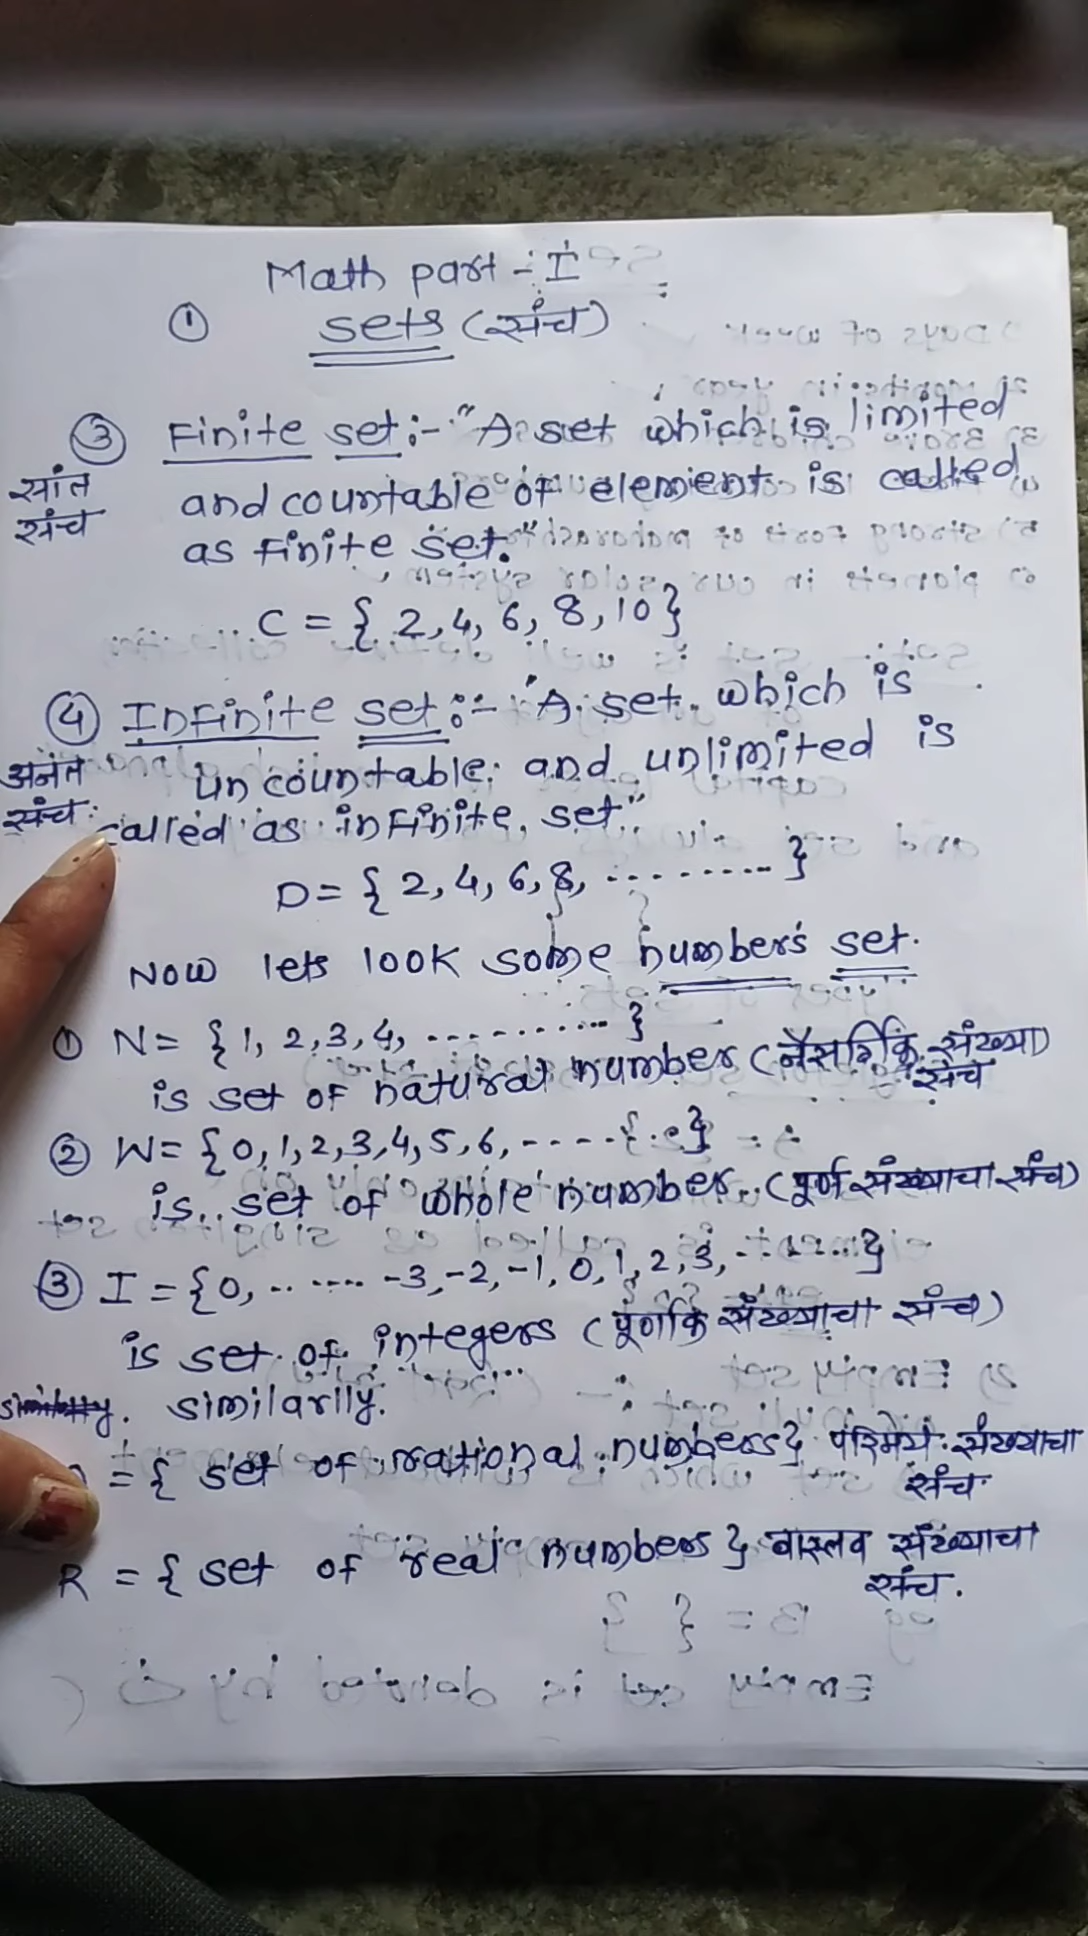 Math part - I
① sets (संच)
③ Finite set :- "A set which is limited
सांत
and countable of element is called
संच
as finite set."
C = { 2, 4, 6, 8, 10 }
④ Infinite set :- "A set which is
अनंत
uncountable and unlimited is
संच
called as infinite set"
D = { 2, 4, 6, 8, ......... }
Now lets look some numbers set.
① N = { 1, 2, 3, 4, .......... }
is set of natural number (नैसर्गिक संख्या)
संच
② W = { 0, 1, 2, 3, 4, 5, 6, ----- }
is set of whole number (पूर्ण संख्याचा संच)
③ I = { 0, ...... -3, -2, -1, 0, 1, 2, 3, ...... }
is set of integers (पूर्णांक संख्याचा संच)
similarlly.
= { set of rational numbers } परिमेय संख्याचा
संच
R = { set of real numbers } वास्तव संख्याचा
संच.